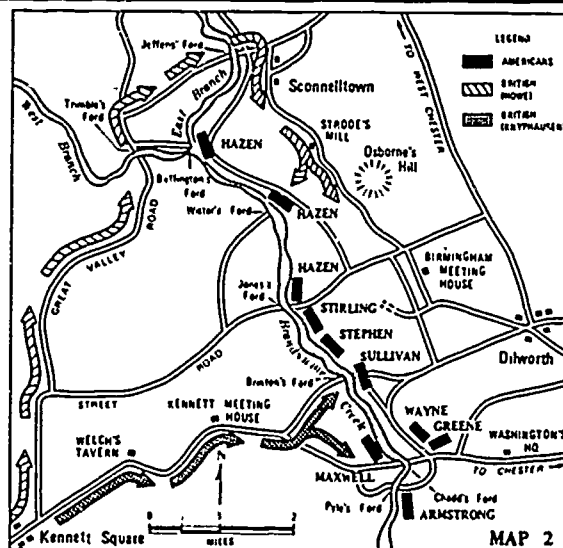 Jeffers' Ford
LEGEND
AMERICANS
BRITISH
(HOWE)
BRITISH
(KNYPHAUSEN)
TO WEST CHESTER
Sconnelltown
East Branch
Trimble's
Ford
West Branch
HAZEN
STRODE'S
MILL
Osborne's
Hill
Buffington's
Ford
Wistar's Ford
HAZEN
GREAT VALLEY ROAD
HAZEN
BIRMINGHAM
MEETING
HOUSE
Jones's
Ford
STIRLING
STEPHEN
SULLIVAN
Dilworth
Brandywine Creek
STREET ROAD
Brinton's Ford
KENNETT MEETING
HOUSE
WAYNE
GREENE
WELCH'S
TAVERN
WASHINGTON'S
HQ
MAXWELL
TO CHESTER
Pyle's Ford
Chadd's Ford
ARMSTRONG
Kennett Square
0 1 2
MILES
MAP 2